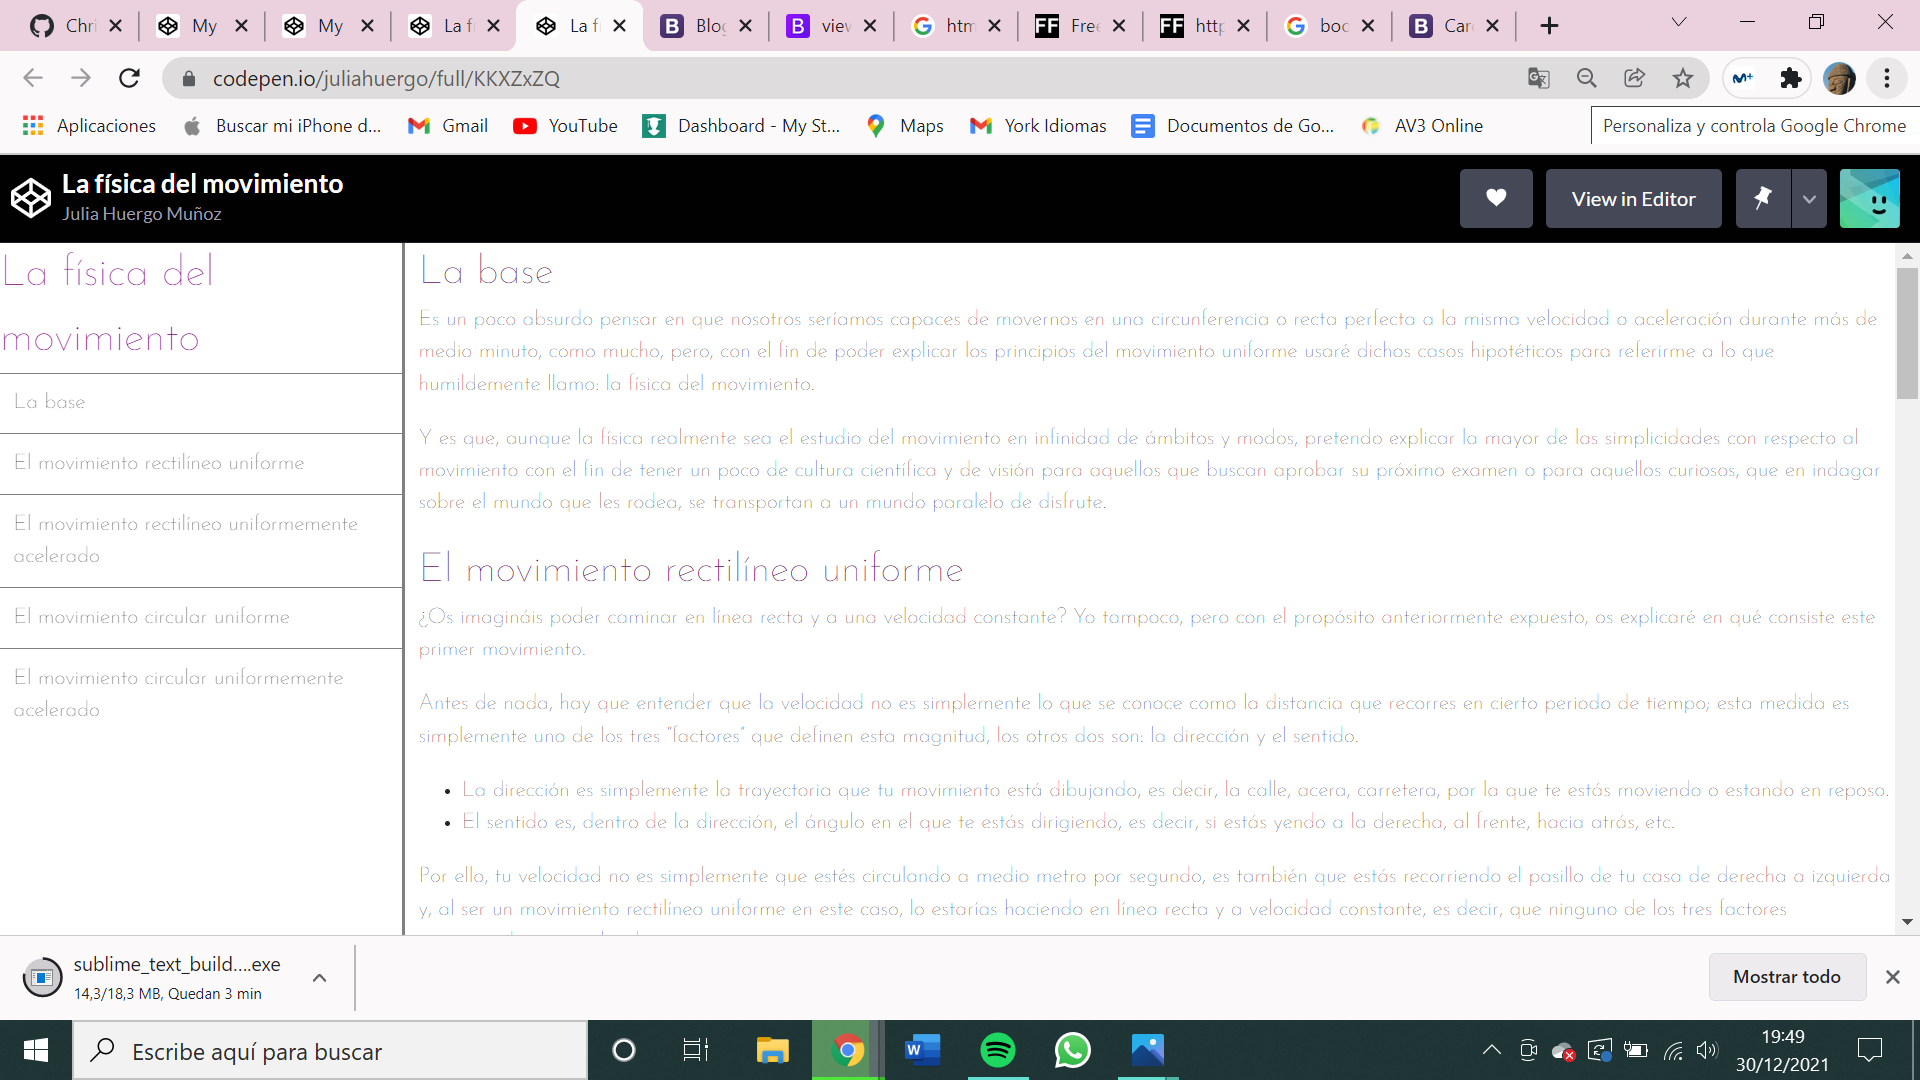 Chri
My
My
La f
La f
Blog
viev
htm
Free
http
boo
Car
codepen.io/juliahuergo/full/KKXZxZQ
Aplicaciones
Buscar mi iPhone d...
Gmail
YouTube
Dashboard - My St...
Maps
York Idiomas
Documentos de Go...
AV3 Online
Personaliza y controla Google Chrome
La física del movimiento
Julia Huergo Muñoz
View in Editor
La física del
movimiento
La base
El movimiento rectilíneo uniforme
El movimiento rectilíneo uniformemente
acelerado
El movimiento circular uniforme
El movimiento circular uniformemente
acelerado
La base
Es un poco absurdo pensar en que nosotros seríamos capaces de movernos en una circunferencia o recta perfecta a la misma velocidad o aceleración durante más de
medio minuto, como mucho, pero, con el fin de poder explicar los principios del movimiento uniforme usaré dichos casos hipotéticos para referirme a lo que
humildemente llamo: la física del movimiento.
Y es que, aunque la física realmente sea el estudio del movimiento en infinidad de ámbitos y modos, pretendo explicar la mayor de las simplicidades con respecto al
movimiento con el fin de tener un poco de cultura científica y de visión para aquellos que buscan aprobar su próximo examen o para aquellos curiosos, que en indagar
sobre el mundo que les rodea, se transportan a un mundo paralelo de disfrute.
El movimiento rectilíneo uniforme
¿Os imagináis poder caminar en línea recta y a una velocidad constante? Yo tampoco, pero con el propósito anteriormente expuesto, os explicaré en qué consiste este
primer movimiento.
Antes de nada, hay que entender que la velocidad no es simplemente lo que se conoce como la distancia que recorres en cierto periodo de tiempo; esta medida es
simplemente uno de los tres "factores" que definen esta magnitud, los otros dos son: la dirección y el sentido.
• La dirección es simplemente la trayectoria que tu movimiento está dibujando, es decir, la calle, acera, carretera, por la que te estás moviendo o estando en reposo.
• El sentido es, dentro de la dirección, el ángulo en el que te estás dirigiendo, es decir, si estás yendo a la derecha, al frente, hacia atrás, etc.
Por ello, tu velocidad no es simplemente que estés circulando a medio metro por segundo, es también que estás recorriendo el pasillo de tu casa de derecha a izquierda
y, al ser un movimiento rectilíneo uniforme en este caso, lo estarías haciendo en línea recta y a velocidad constante, es decir, que ninguno de los tres factores
sublime_text_build....exe
14,3/18,3 MB, Quedan 3 min
Mostrar todo
Escribe aquí para buscar
19:49
30/12/2021